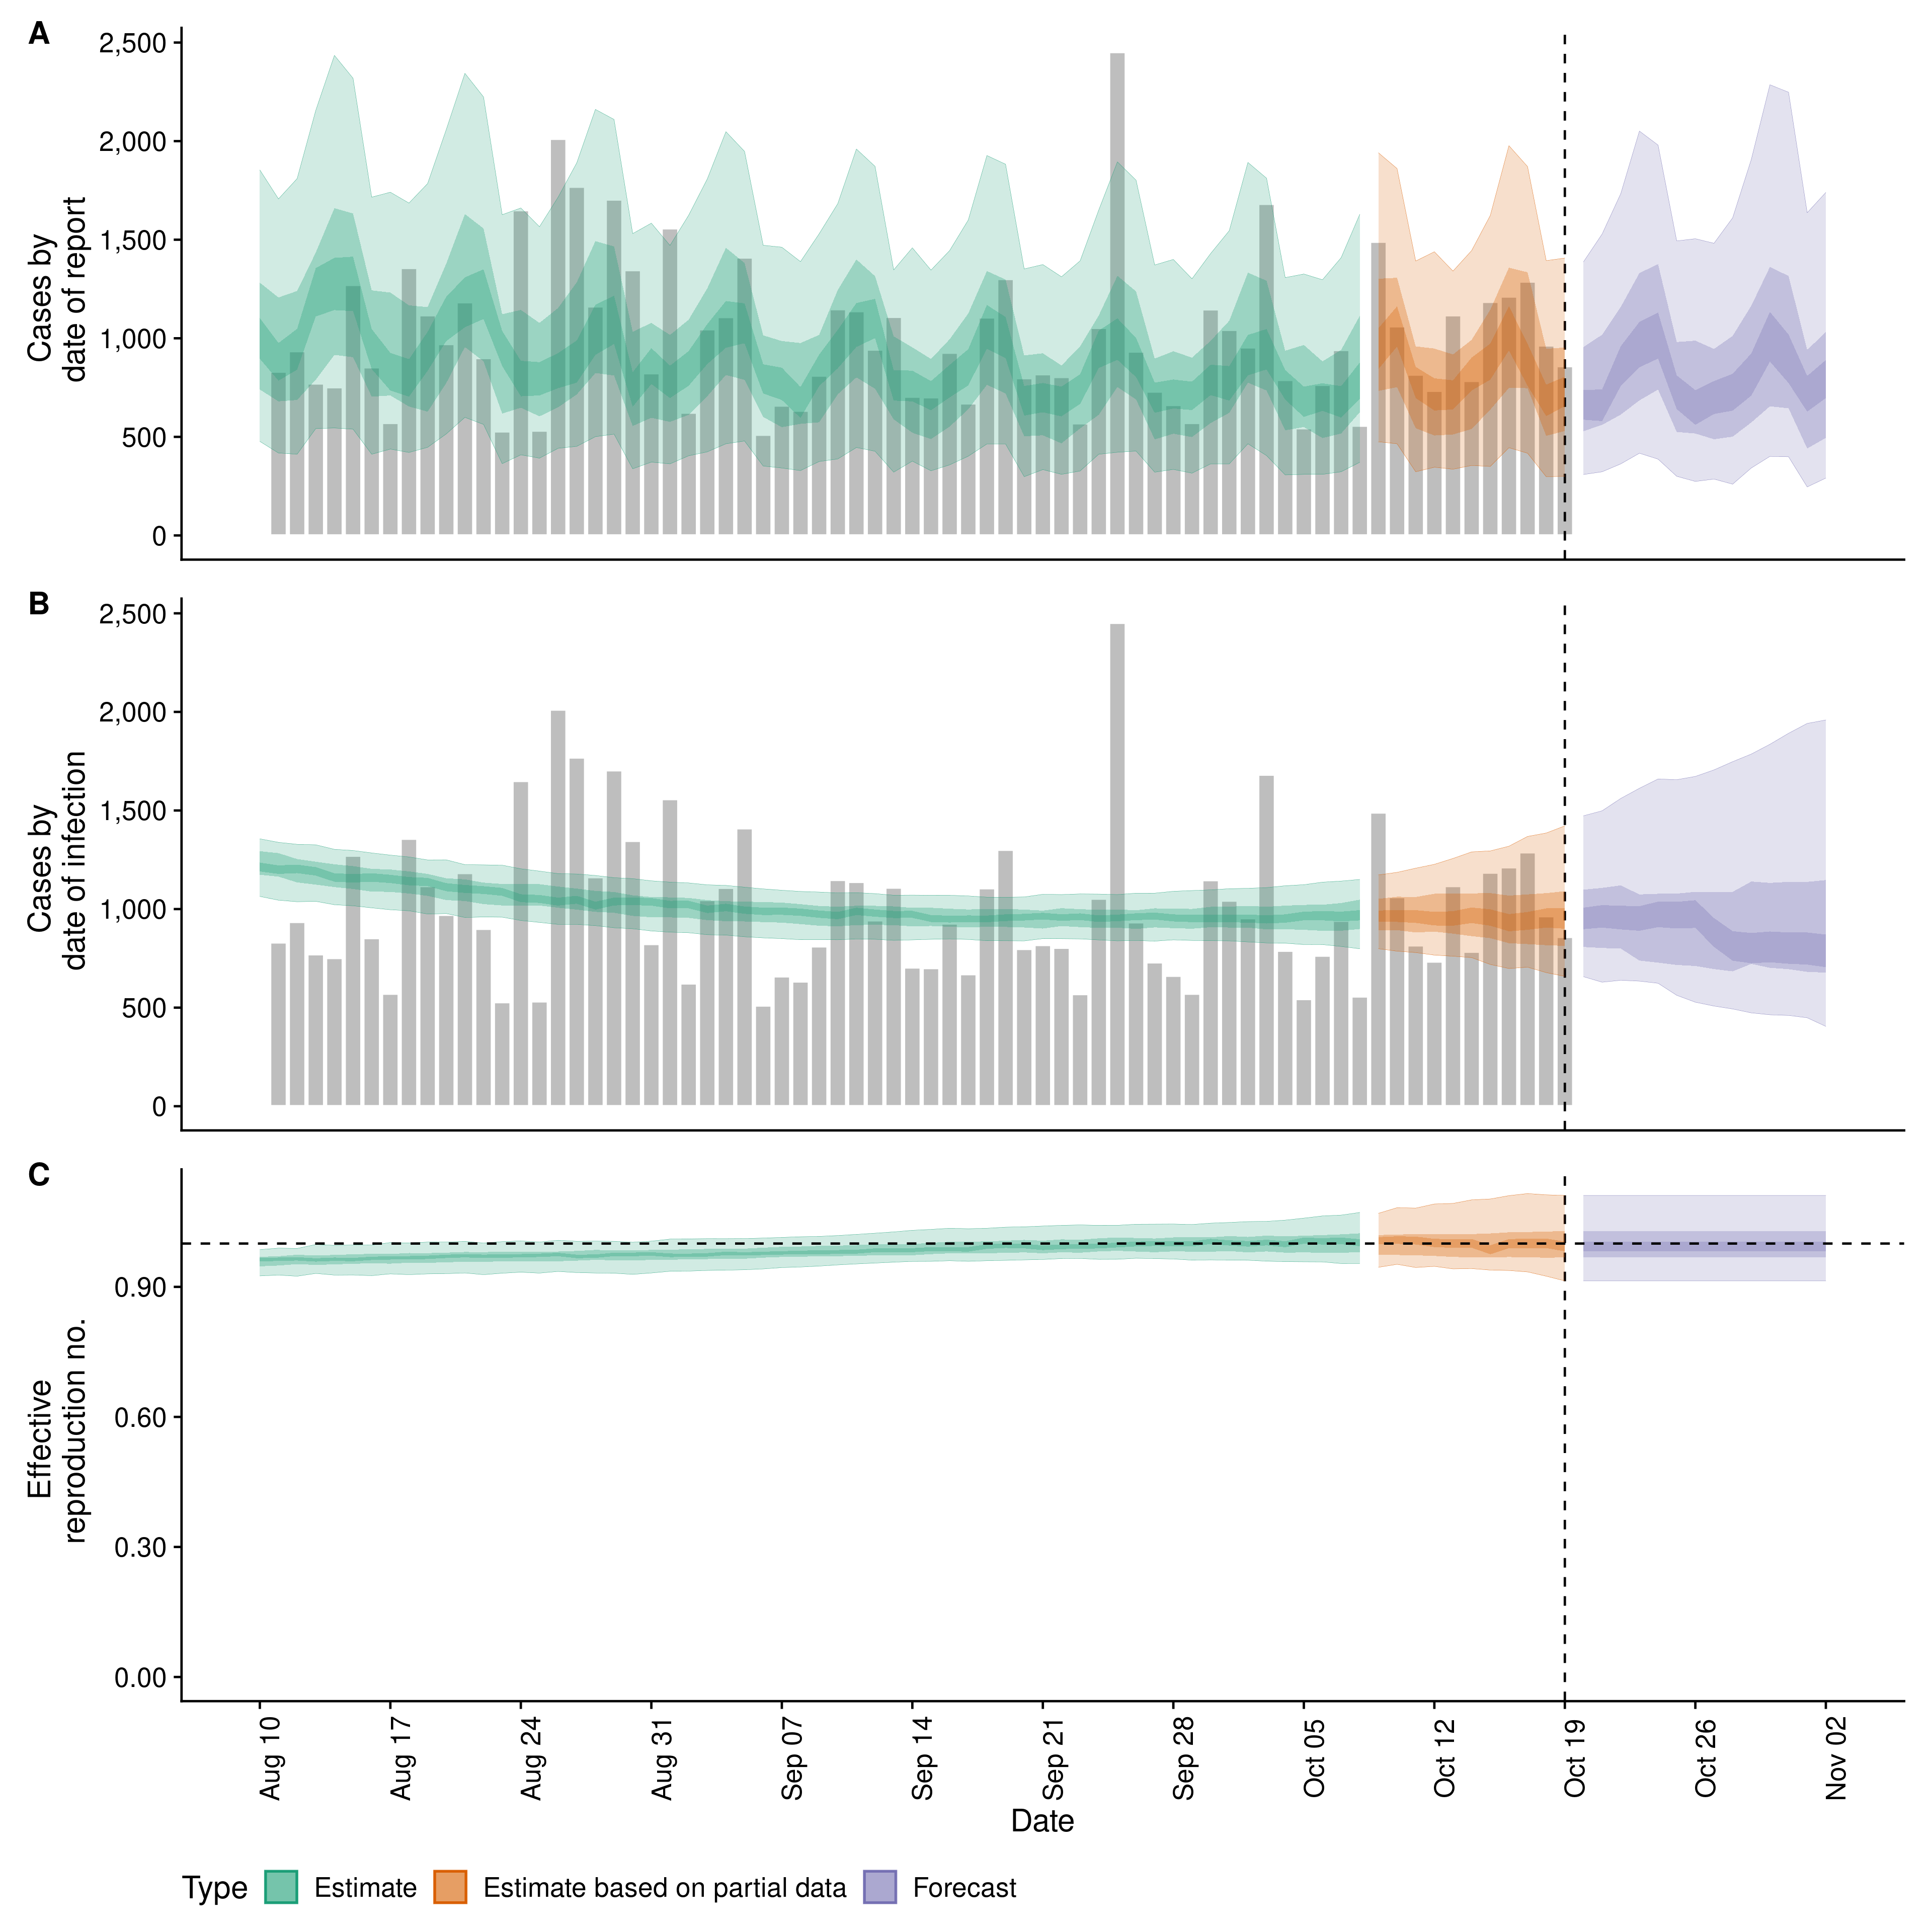 A
2,500
2,000
1,500
1,000
500
0
Cases by
date of report
B
2,500
2,000
1,500
1,000
500
0
Cases by
date of infection
C
0.90
0.60
0.30
0.00
Effective
reproduction no.
Aug 10
Aug 17
Aug 24
Aug 31
Sep 07
Sep 14
Sep 21
Sep 28
Oct 05
Oct 12
Oct 19
Oct 26
Nov 02
Date
Type Estimate Estimate based on partial data Forecast